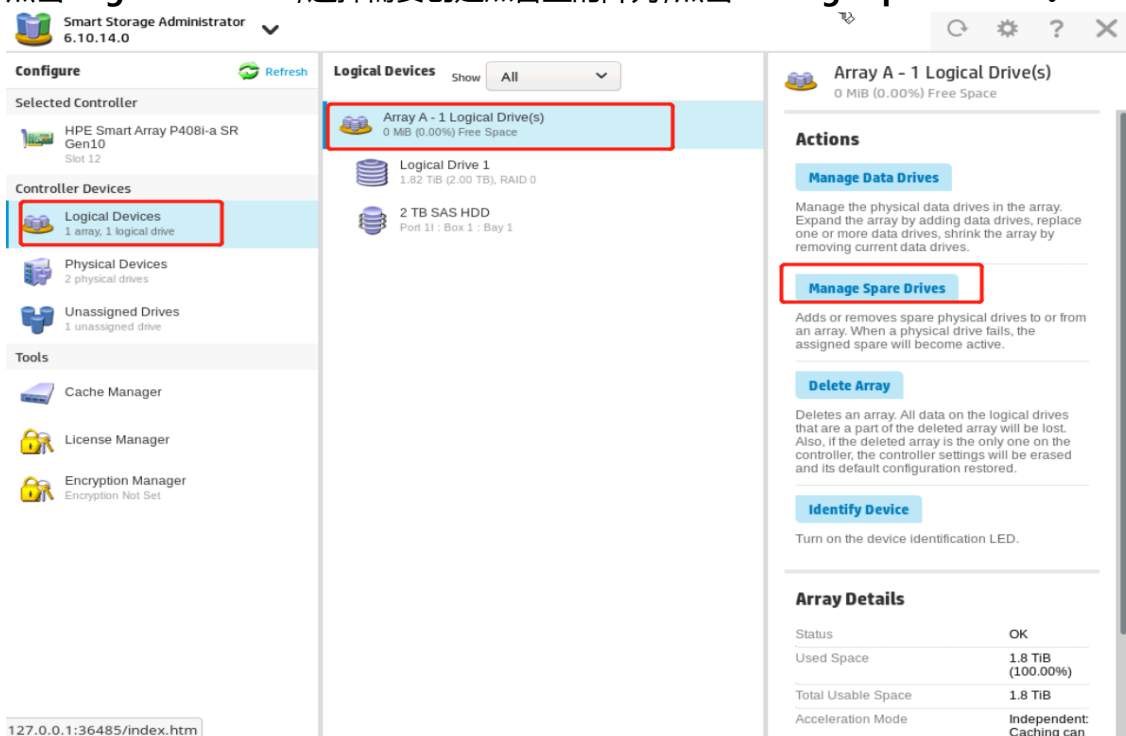 Smart Storage Administrator
6.10.14.0
Configure
Refresh
Selected Controller
HPE Smart Array P408i-a SR
Gen10
Slot 12
Controller Devices
Logical Devices
1 array, 1 logical drive
Physical Devices
2 physical drives
Unassigned Drives
1 unassigned drive
Tools
Cache Manager
License Manager
Encryption Manager
Encryption Not Set
127.0.0.1:36485/index.htm
Logical Devices
Show
All
Array A - 1 Logical Drive(s)
0 MiB (0.00%) Free Space
Logical Drive 1
1.82 TiB (2.00 TB), RAID 0
2 TB SAS HDD
Port 1I : Box 1 : Bay 1
?
Array A - 1 Logical Drive(s)
0 MiB (0.00%) Free Space
Actions
Manage Data Drives
Manage the physical data drives in the array.
Expand the array by adding data drives, replace
one or more data drives, shrink the array by
removing current data drives.
Manage Spare Drives
Adds or removes spare physical drives to or from
an array. When a physical drive fails, the
assigned spare will become active.
Delete Array
Deletes an array. All data on the logical drives
that are a part of the deleted array will be lost.
Also, if the deleted array is the only one on the
controller, the controller settings will be erased
and its default configuration restored.
Identify Device
Turn on the device identification LED.
Array Details
Status OK
Used Space 1.8 TiB
(100.00%)
Total Usable Space 1.8 TiB
Acceleration Mode Independent:
Caching can